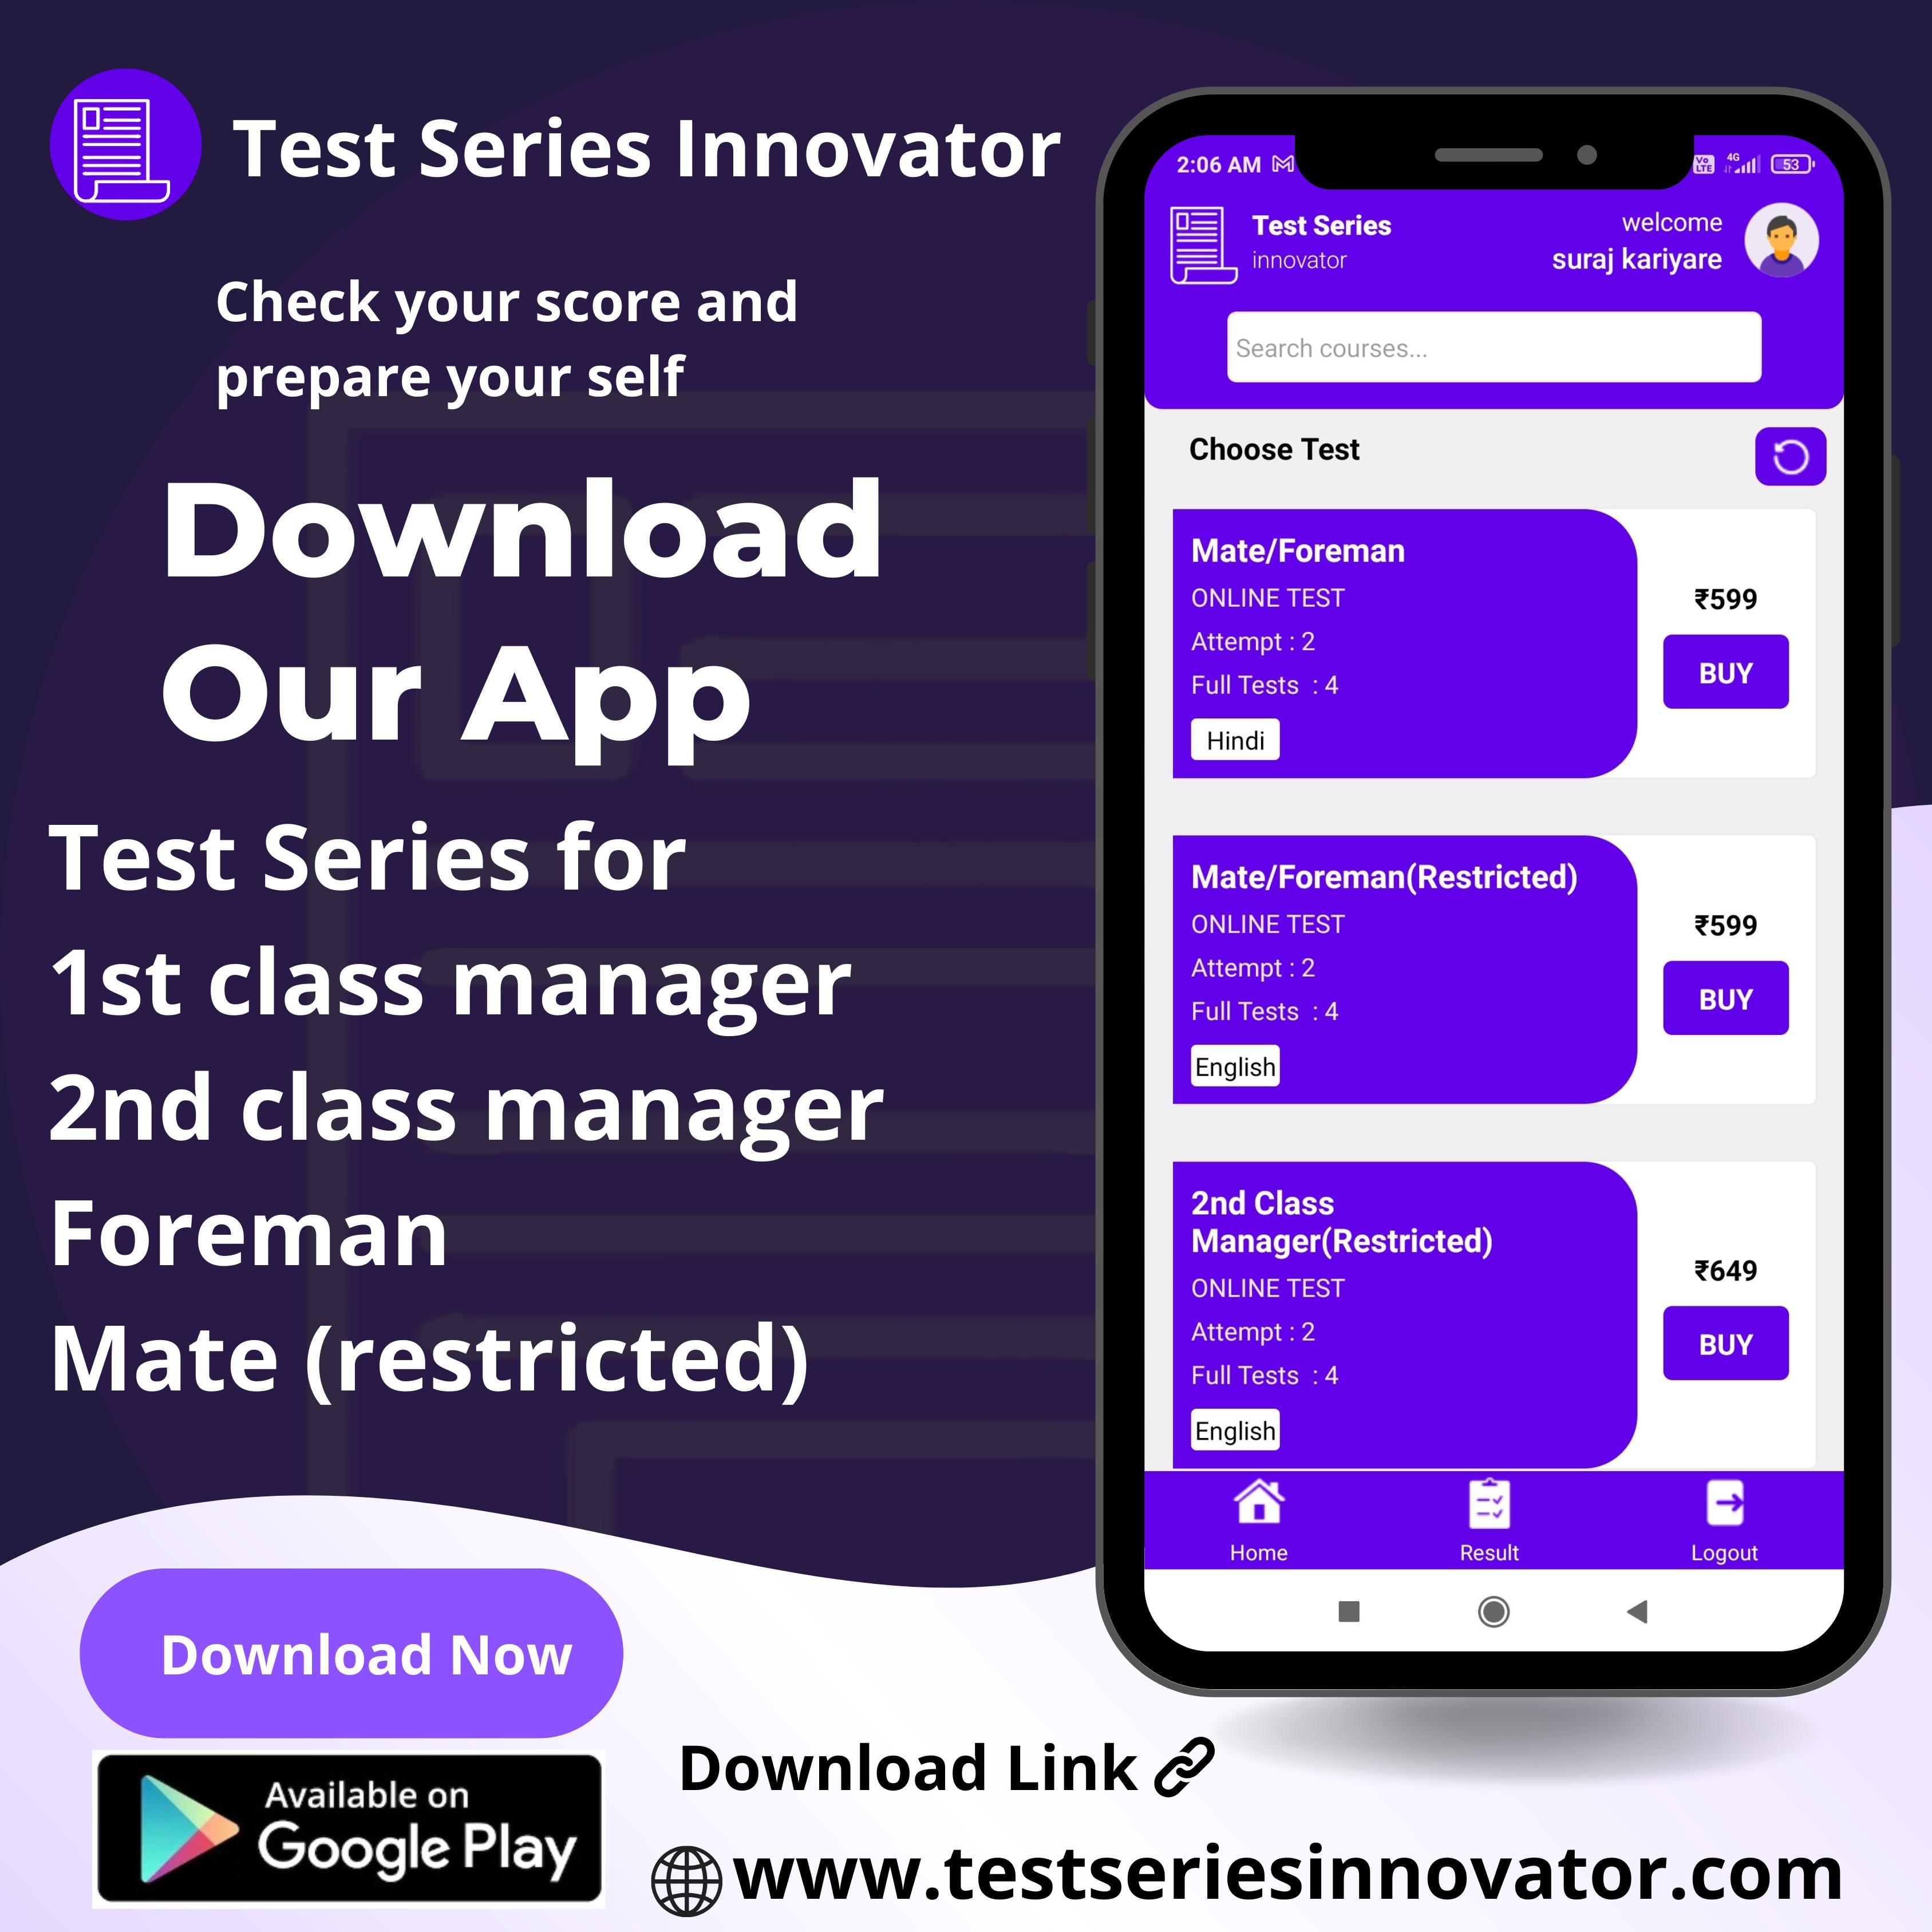 Test Series Innovator
Check your score and
prepare your self
Download
Our App
Test Series for
1st class manager
2nd class manager
Foreman
Mate (restricted)
Download Now
Available on
Google Play
Download Link
www.testseriesinnovator.com
2:06 AM
Vo LTE
4G
53
Test Series
innovator
welcome
suraj kariyare
Search courses...
Choose Test
Mate/Foreman
ONLINE TEST
Attempt : 2
Full Tests : 4
Hindi
₹599
BUY
Mate/Foreman(Restricted)
ONLINE TEST
Attempt : 2
Full Tests : 4
English
₹599
BUY
2nd Class
Manager(Restricted)
ONLINE TEST
Attempt : 2
Full Tests : 4
English
₹649
BUY
Home
Result
Logout